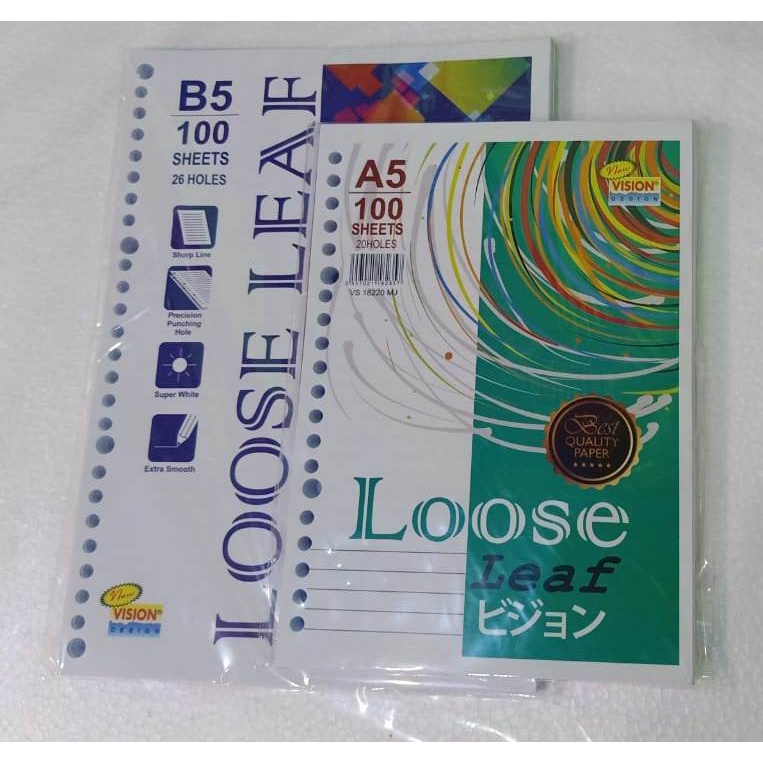 B5
100
SHEETS
26 HOLES
Sharp Line
Precision
Punching
Hole
Super White
Extra Smooth
LOOSE LEAF
New
VISION®
DESIGN
A5
100
SHEETS
20HOLES
VS 18220 MJ
New
VISION®
DESIGN
Best
QUALITY
PAPER
Loose
Leaf
ビジョン